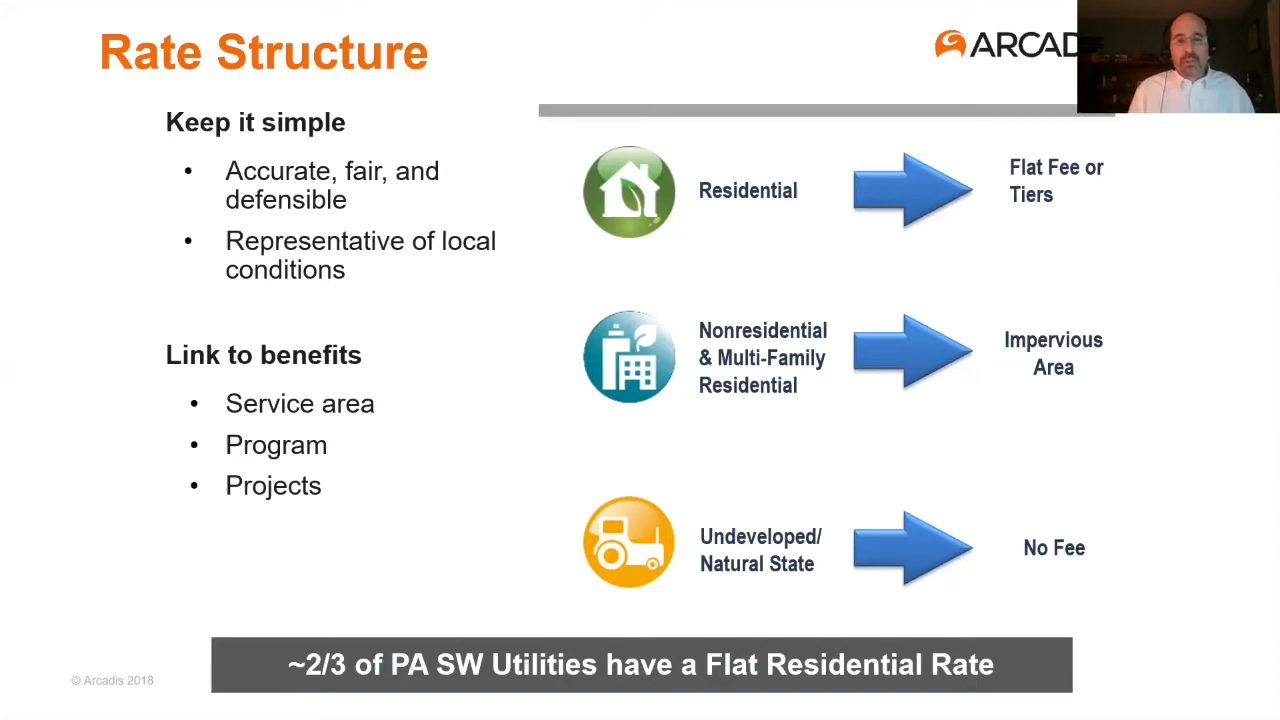 Rate Structure
Keep it simple
• Accurate, fair, and
defensible
• Representative of local
conditions
Link to benefits
• Service area
• Program
• Projects
Residential
Flat Fee or
Tiers
Nonresidential
& Multi-Family
Residential
Impervious
Area
Undeveloped/
Natural State
No Fee
~2/3 of PA SW Utilities have a Flat Residential Rate
© Arcadis 2018